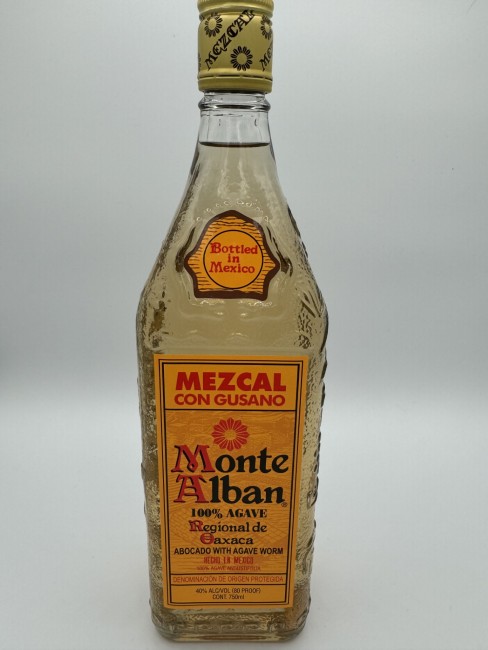 MEZCAL
Bottled
in
Mexico
MEZCAL
CON GUSANO
Monte
Alban®
100% AGAVE
Regional de
Oaxaca
ABOCADO WITH AGAVE WORM
HECHO EN MEXICO
DENOMINACIÓN DE ORIGEN PROTEGIDA
40% ALC/VOL (80 PROOF)
CONT. 750ml